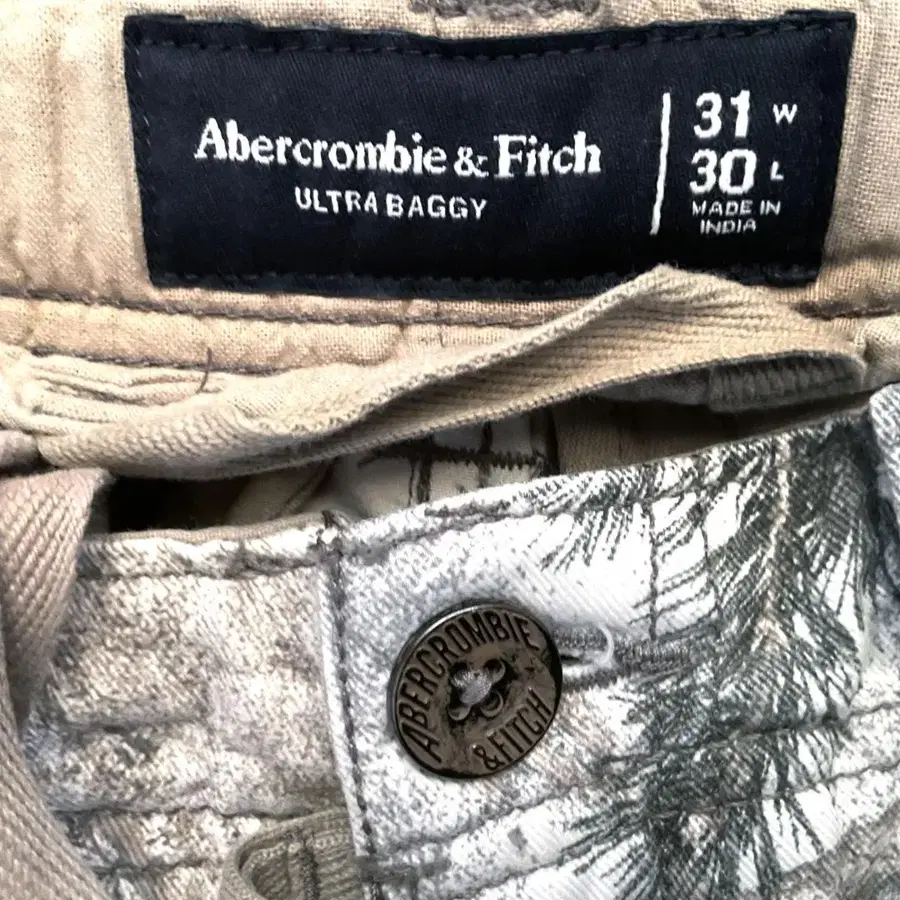 Abercrombie & Fitch
ULTRA BAGGY
31 W
30 L
MADE IN
INDIA
ABERCROMBIE
& FITCH